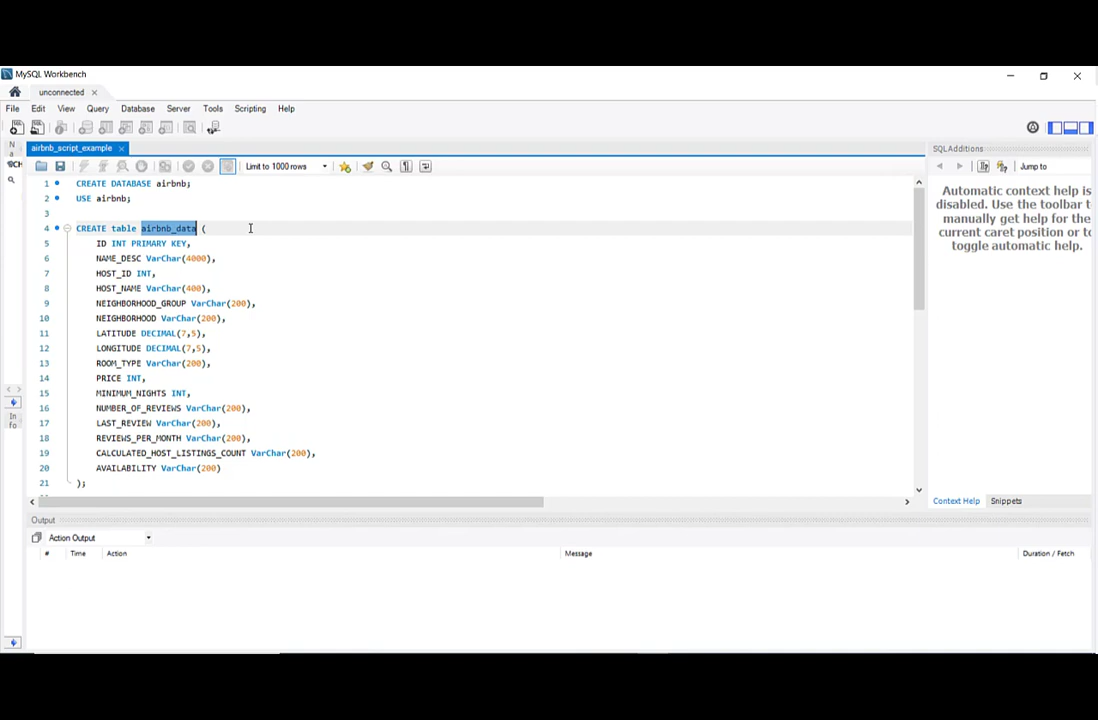 MySQL Workbench
unconnected
File Edit View Query Database Server Tools Scripting Help
airbnb_script_example
SQLAdditions
Limit to 1000 rows
Jump to
1 CREATE DATABASE airbnb;
2 USE airbnb;
3
4 CREATE table airbnb_data (
5 ID INT PRIMARY KEY,
6 NAME_DESC VarChar(4000),
7 HOST_ID INT,
8 HOST_NAME VarChar(400),
9 NEIGHBORHOOD_GROUP VarChar(200),
10 NEIGHBORHOOD VarChar(200),
11 LATITUDE DECIMAL(7,5),
12 LONGITUDE DECIMAL(7,5),
13 ROOM_TYPE VarChar(200),
14 PRICE INT,
15 MINIMUM_NIGHTS INT,
16 NUMBER_OF_REVIEWS VarChar(200),
17 LAST_REVIEW VarChar(200),
18 REVIEWS_PER_MONTH VarChar(200),
19 CALCULATED_HOST_LISTINGS_COUNT VarChar(200),
20 AVAILABILITY VarChar(200)
21 );
Automatic context help is
disabled. Use the toolbar t
manually get help for the
current caret position or to
toggle automatic help.
Context Help Snippets
Output
Action Output
# Time Action Message Duration / Fetch